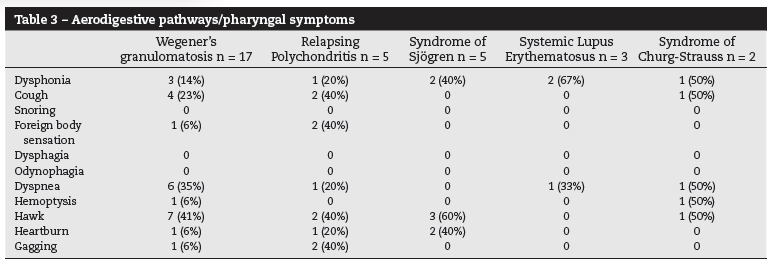 Table 3 – Aerodigestive pathways/pharyngal symptoms
Wegener's granulomatosis n = 17 Relapsing Polychondritis n = 5 Syndrome of Sjögren n = 5 Systemic Lupus Erythematosus n = 3 Syndrome of Churg-Strauss n = 2
Dysphonia 3 (14%) 1 (20%) 2 (40%) 2 (67%) 1 (50%)
Cough 4 (23%) 2 (40%) 0 0 1 (50%)
Snoring 0 0 0 0 0
Foreign body sensation 1 (6%) 2 (40%) 0 0 0
Dysphagia 0 0 0 0 0
Odynophagia 0 0 0 0 0
Dyspnea 6 (35%) 1 (20%) 0 1 (33%) 1 (50%)
Hemoptysis 1 (6%) 0 0 0 1 (50%)
Hawk 7 (41%) 2 (40%) 3 (60%) 0 1 (50%)
Heartburn 1 (6%) 1 (20%) 2 (40%) 0 0
Gagging 1 (6%) 2 (40%) 0 0 0